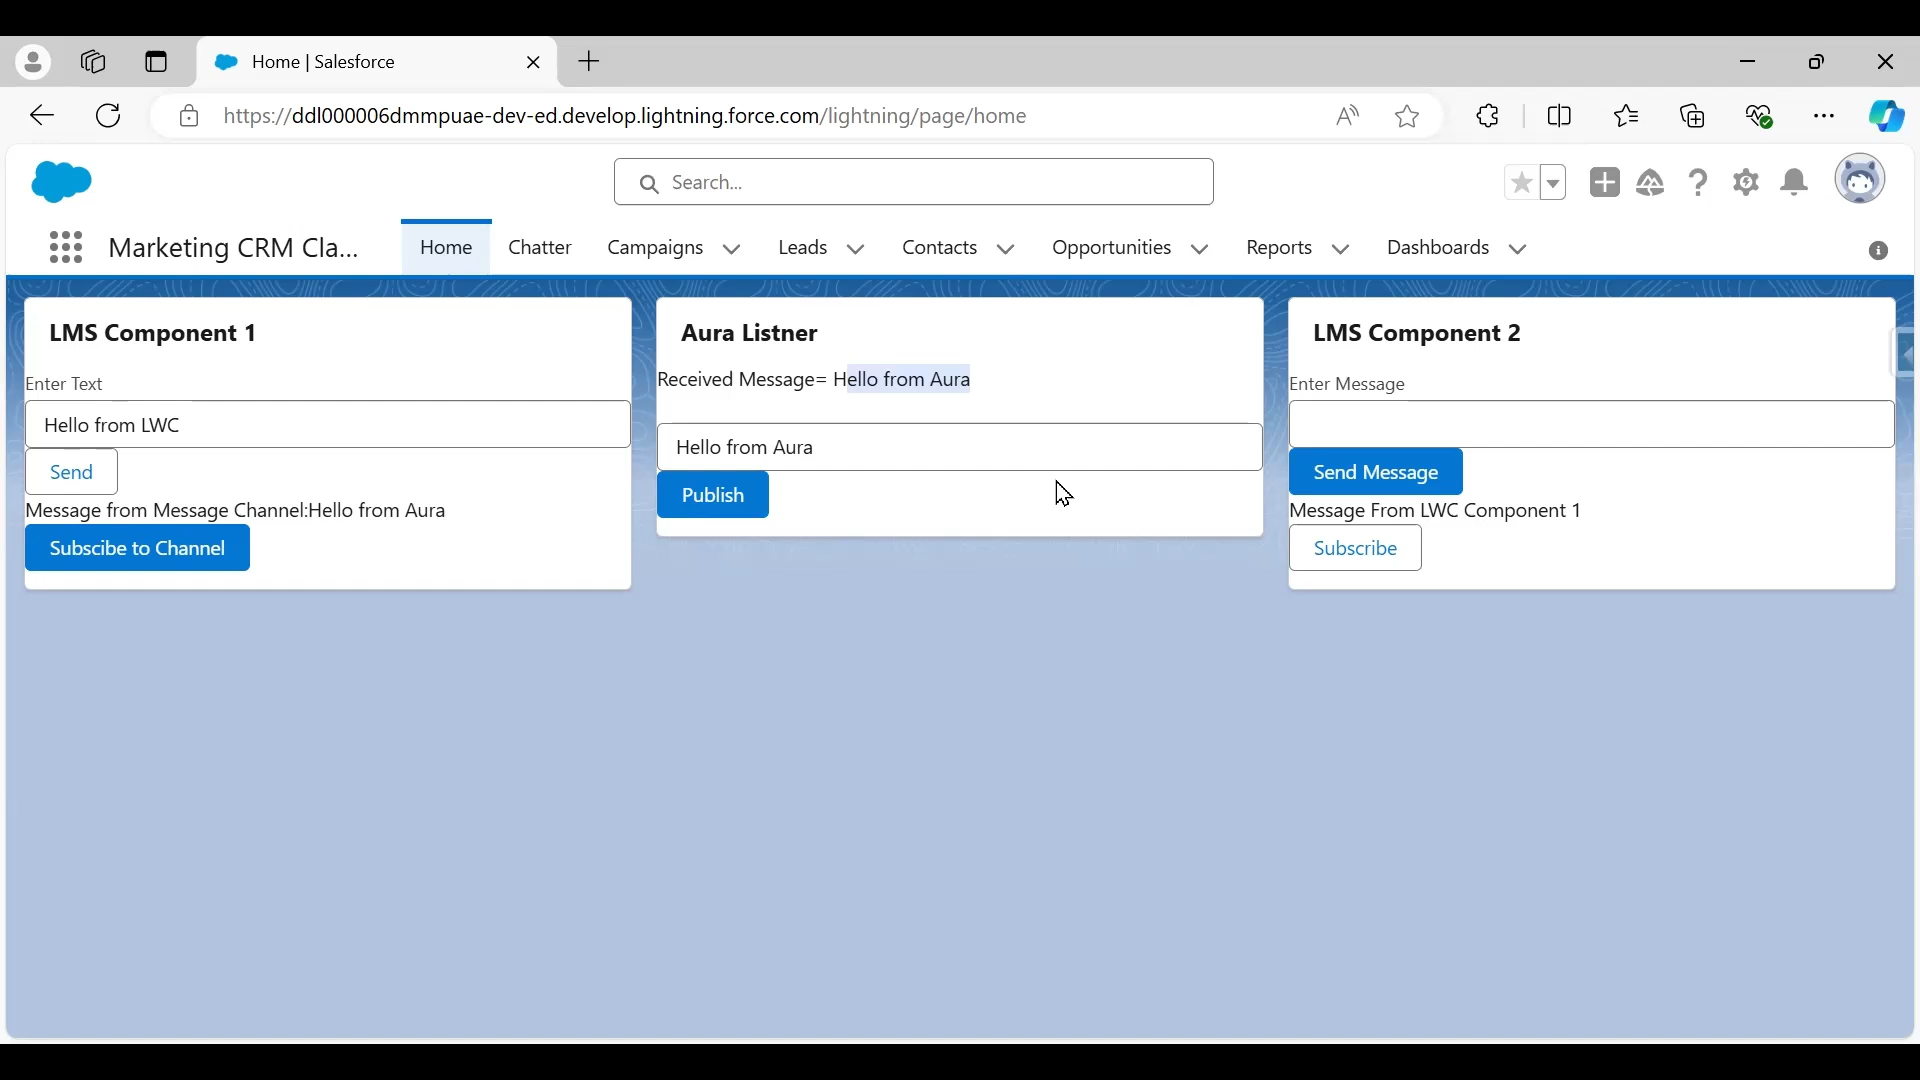 Home | Salesforce
https://ddl000006dmmpuae-dev-ed.develop.lightning.force.com/lightning/page/home
Search...
Marketing CRM Cla...
Home
Chatter
Campaigns
Leads
Contacts
Opportunities
Reports
Dashboards
LMS Component 1
Enter Text
Hello from LWC
Send
Message from Message Channel:Hello from Aura
Subscibe to Channel
Aura Listner
Received Message= Hello from Aura
Hello from Aura
Publish
LMS Component 2
Enter Message
Send Message
Message From LWC Component 1
Subscribe